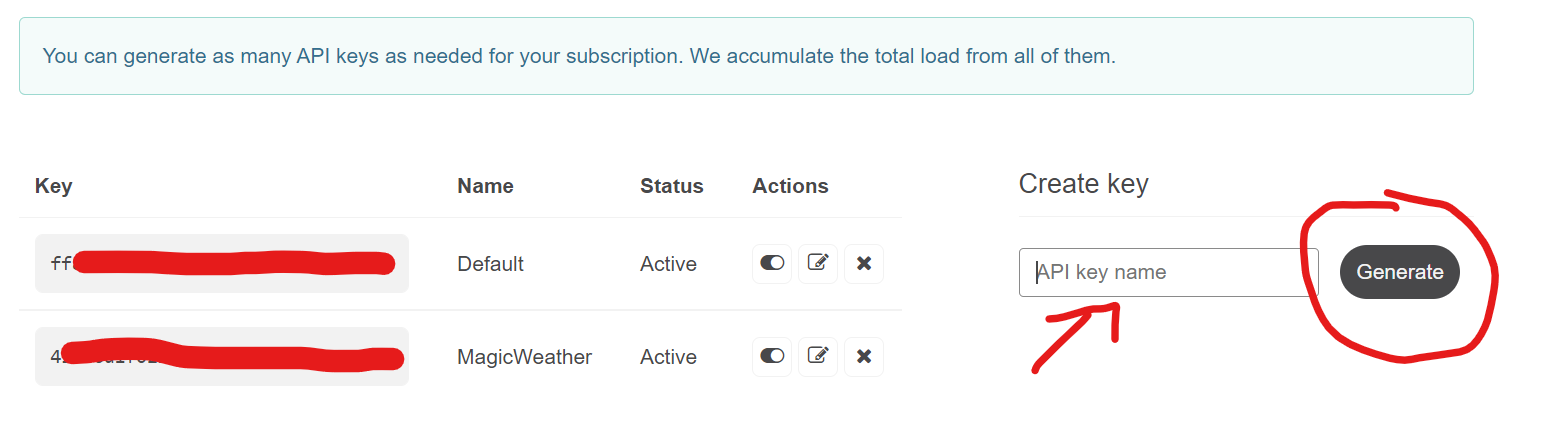 You can generate as many API keys as needed for your subscription. We accumulate the total load from all of them.
Key Name Status Actions
Create key
ff Default Active
API key name Generate
4 MagicWeather Active